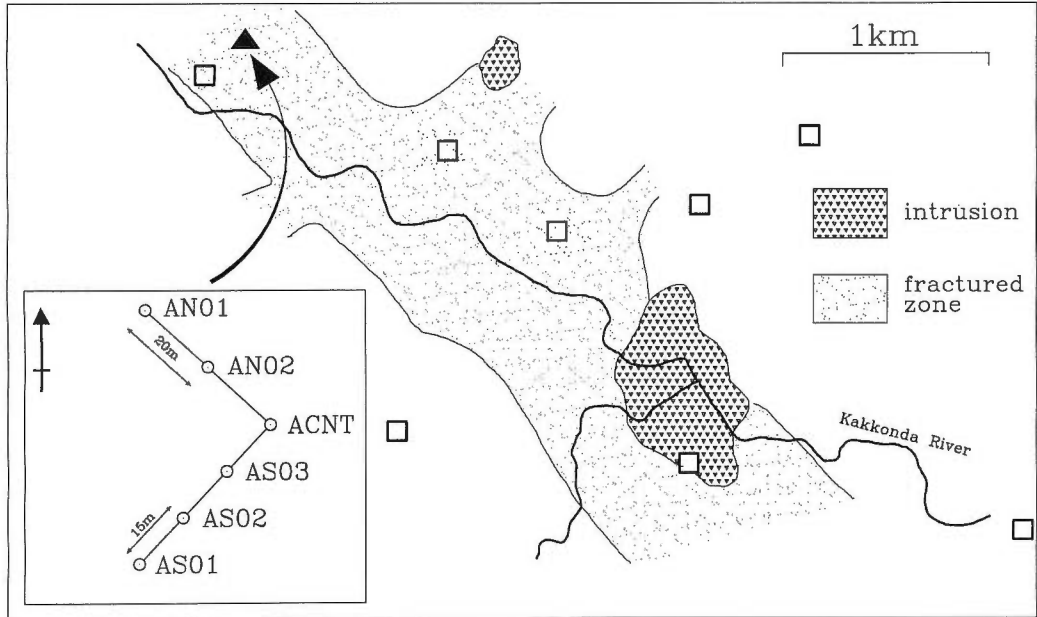 1km
intrusion
fractured
zone
Kakkonda River
AN01
20m
AN02
ACNT
AS03
15m
AS02
AS01